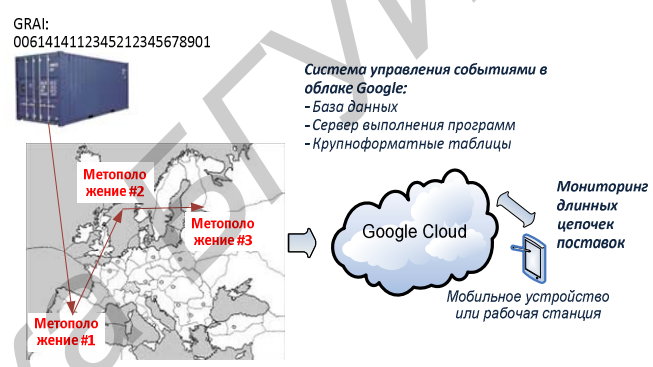 GRAI:
0061414112345212345678901
Система управления событиями в
облаке Google:
- База данных
- Сервер выполнения программ
- Крупноформатные таблицы
Метополо
жение #2
Метополо
жение #3
Метополо
жение #1
Google Cloud
Мониторинг
длинных
цепочек
поставок
Мобильное устройство
или рабочая станция